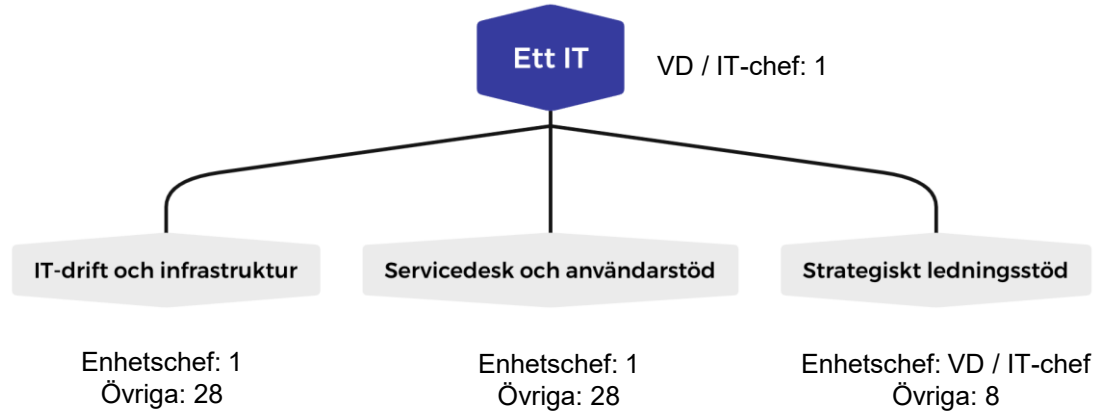 Ett IT
VD / IT-chef: 1
IT-drift och infrastruktur
Servicedesk och användarstöd
Strategiskt ledningsstöd
Enhetschef: 1
Övriga: 28
Enhetschef: 1
Övriga: 28
Enhetschef: VD / IT-chef
Övriga: 8